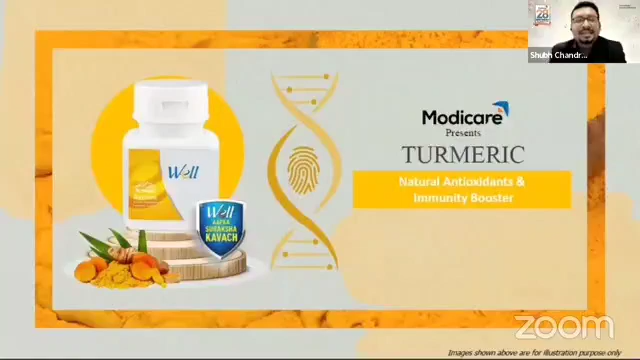 Shubh Chandr...
Modicare
Presents
TURMERIC
Natural Antioxidants &
Immunity Booster
Well
Well
AAPKA
SURAKSHA
KAVACH
zoom
Images shown above are for illustration purpose only